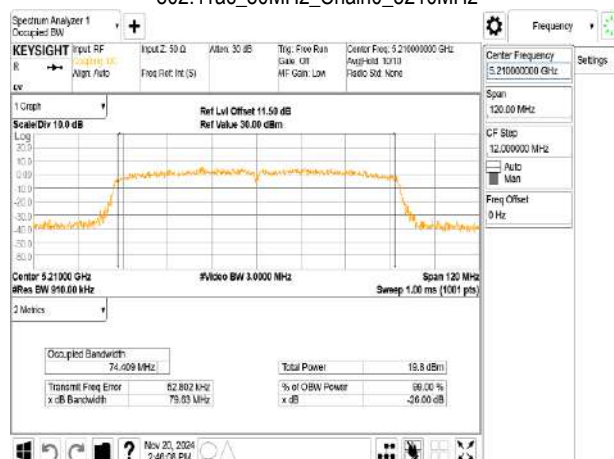 802.11ac_80MHz_Chain0_5210MHz
Spectrum Analyzer 1
Occupied BW
Frequency
KEYSIGHT
Input: RF
Coupling: DC
Align: Auto
Input Z: 50 Ω
Freq Ref: Int (S)
Atten: 30 dB
Trig: Free Run
Gate: Off
#IF Gain: Low
Center Freq: 5.210000000 GHz
Avg|Hold: 10/10
Radio Std: None
R
Center Frequency
5.210000000 GHz
Settings
Span
120.00 MHz
CF Step
12.000000 MHz
Auto
Man
Freq Offset
0 Hz
1 Graph
Scale/Div 10.0 dB
Ref Lvl Offset 11.50 dB
Ref Value 30.00 dBm
Log
20.0
10.0
0.00
-10.0
-20.0
-30.0
-40.0
-50.0
-60.0
Center 5.21000 GHz
#Video BW 3.0000 MHz
Span 120 MHz
#Res BW 910.00 kHz
Sweep 1.00 ms (1001 pts)
2 Metrics
Occupied Bandwidth
74.409 MHz
Total Power
19.8 dBm
Transmit Freq Error
62.802 kHz
% of OBW Power
99.00 %
x dB Bandwidth
79.63 MHz
x dB
-26.00 dB
?
Nov 20, 2024
2:46:08 PM